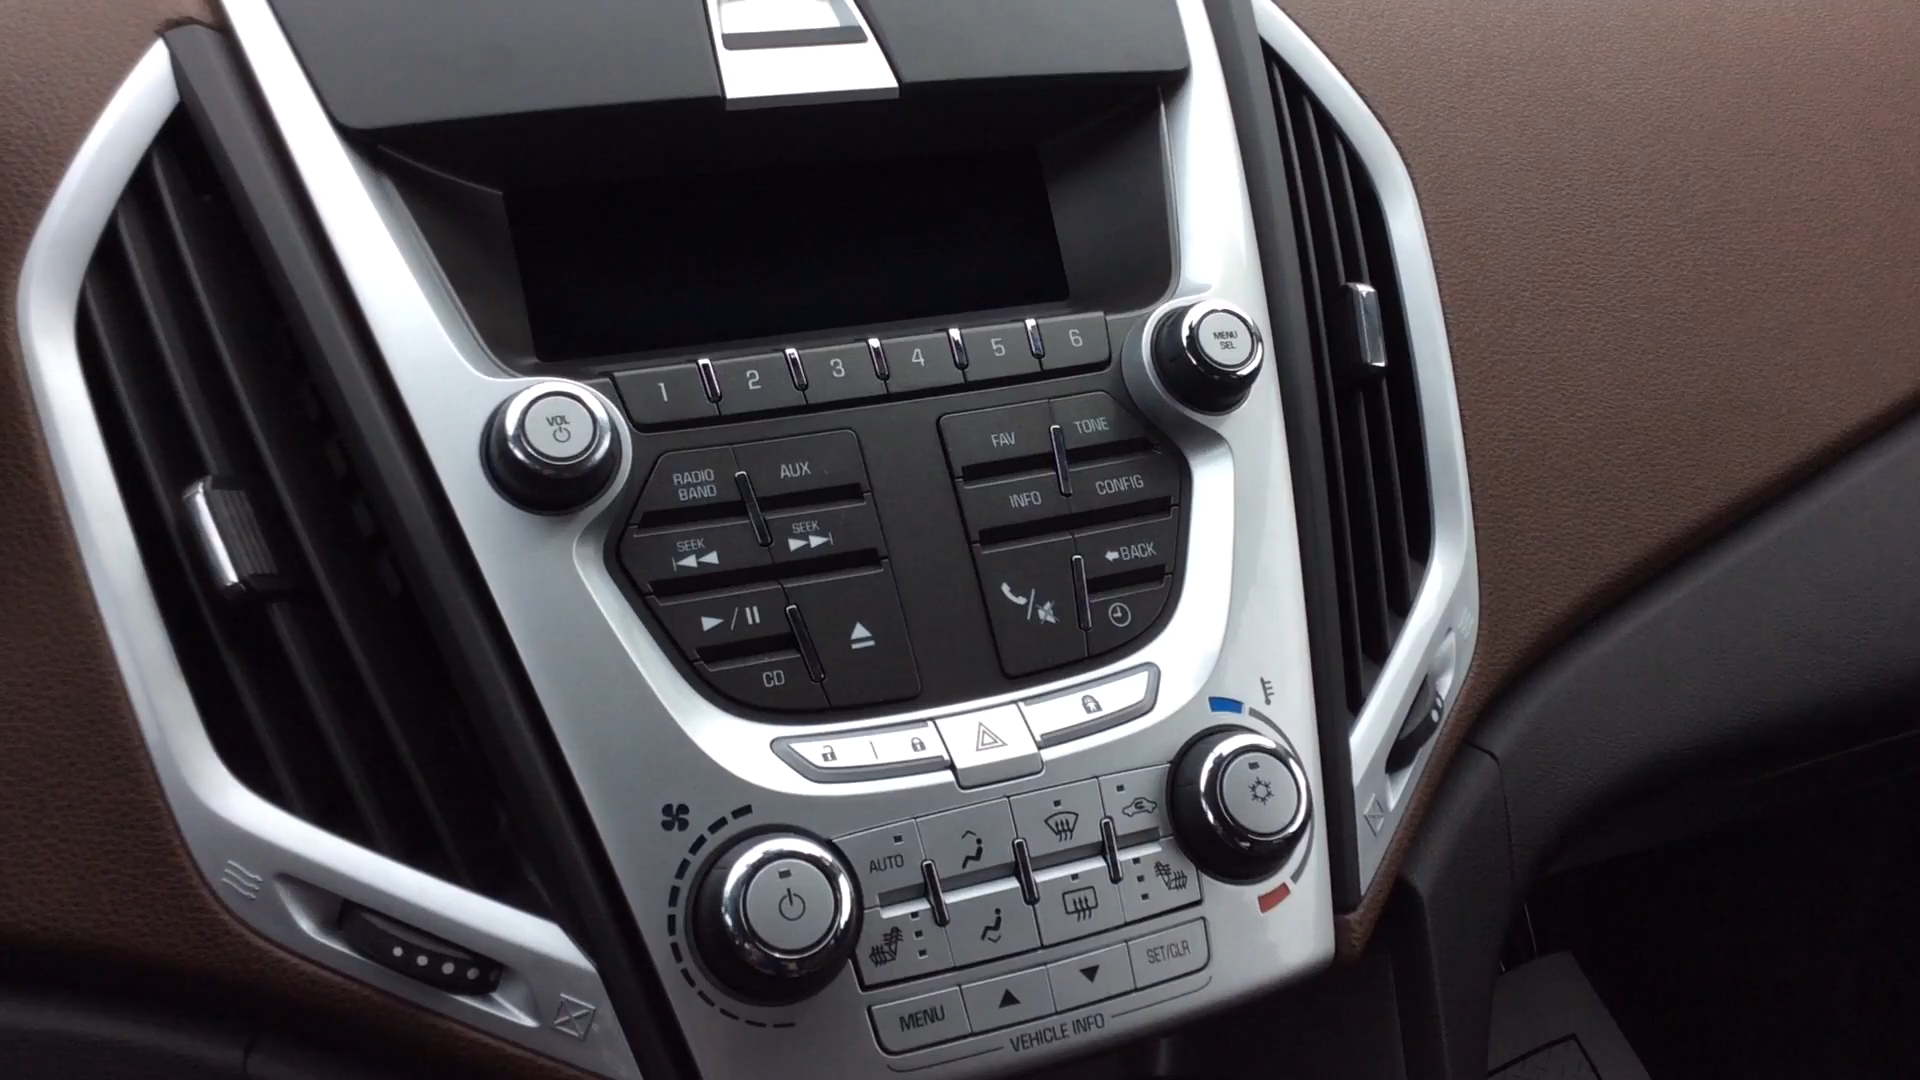 1 2 3 4 5 6
VOL
MENU
SEL
RADIO
BAND
AUX
SEEK
SEEK
CD
FAV
TONE
INFO
CONFIG
BACK
AUTO
MENU
SET/CLR
VEHICLE INFO